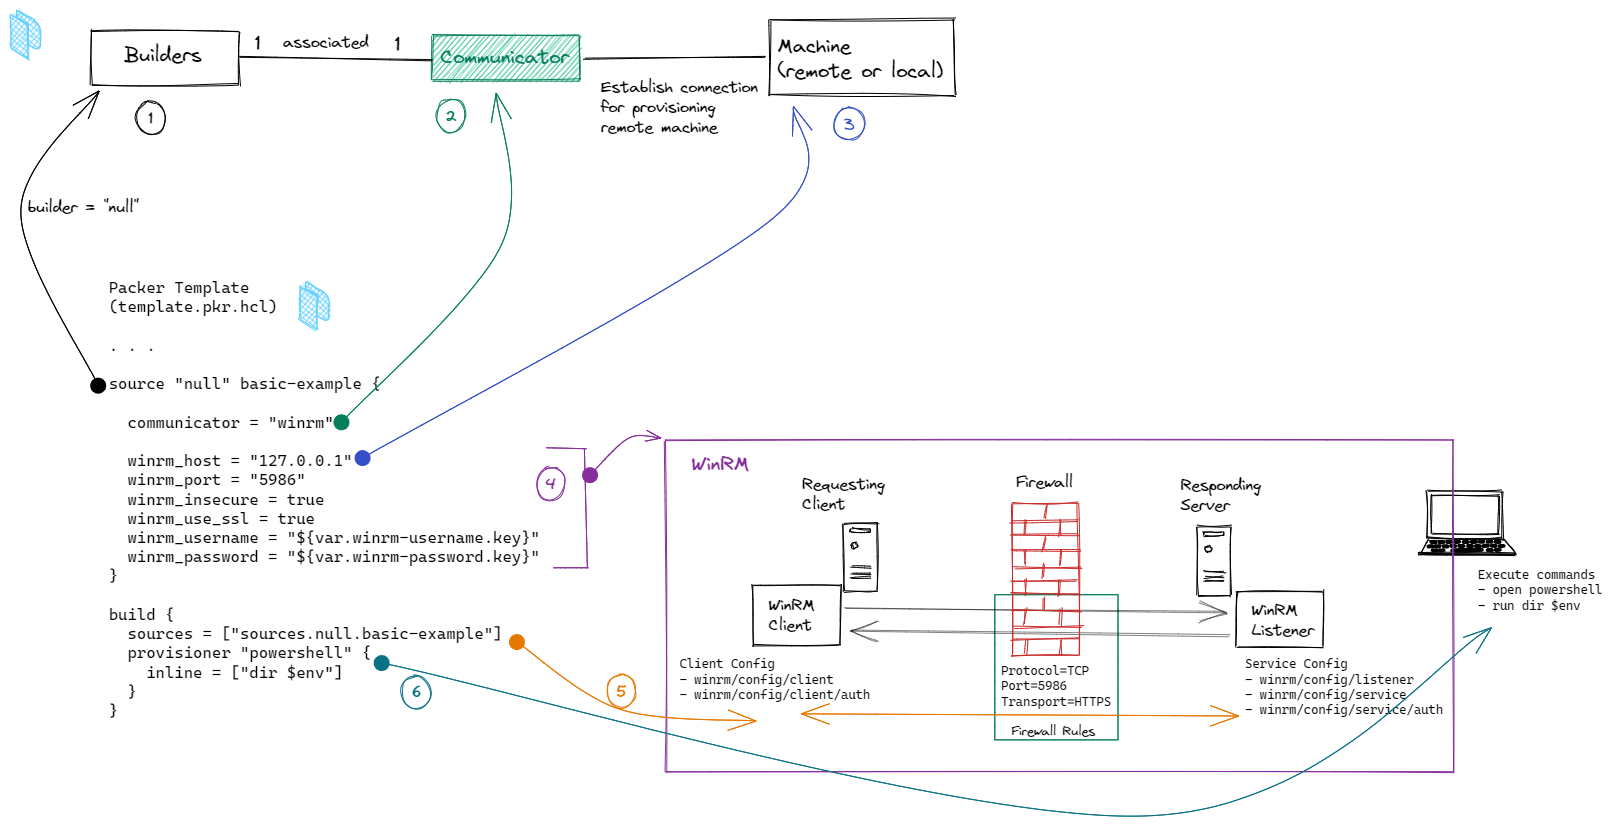 Builders
1 associated 1
Communicator
Machine
(remote or local)
Establish connection
for provisioning
remote machine
1
2
3
builder = "null"
Packer Template
(template.pkr.hcl)
. . .
source "null" basic-example {
communicator = "winrm"
winrm_host = "127.0.0.1"
winrm_port = "5986"
winrm_insecure = true
winrm_use_ssl = true
winrm_username = "${var.winrm-username.key}"
winrm_password = "${var.winrm-password.key}"
}
build {
sources = ["sources.null.basic-example"]
provisioner "powershell" {
inline = ["dir $env"]
}
}
4
5
6
WinRM
Requesting
Client
Firewall
Responding
Server
WinRM
Client
WinRM
Listener
Client Config
- winrm/config/client
- winrm/config/client/auth
Protocol=TCP
Port=5986
Transport=HTTPS
Firewall Rules
Service Config
- winrm/config/listener
- winrm/config/service
- winrm/config/service/auth
Execute commands
- open powershell
- run dir $env